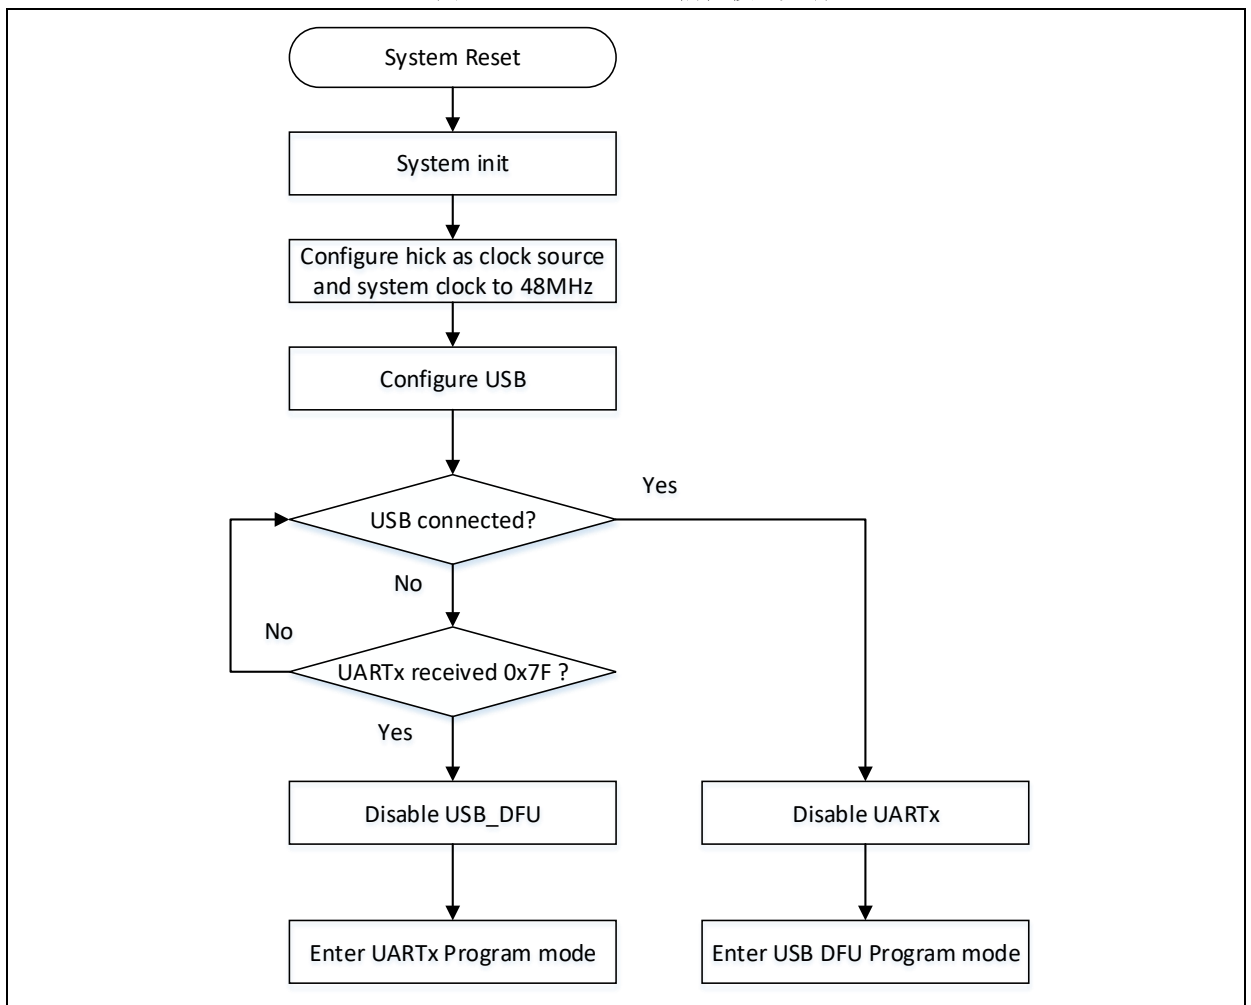 System Reset
System init
Configure hick as clock source
and system clock to 48MHz
Configure USB
Yes
USB connected?
No
No
UARTx received 0x7F ?
Yes
Disable USB_DFU
Disable UARTx
Enter UARTx Program mode
Enter USB DFU Program mode